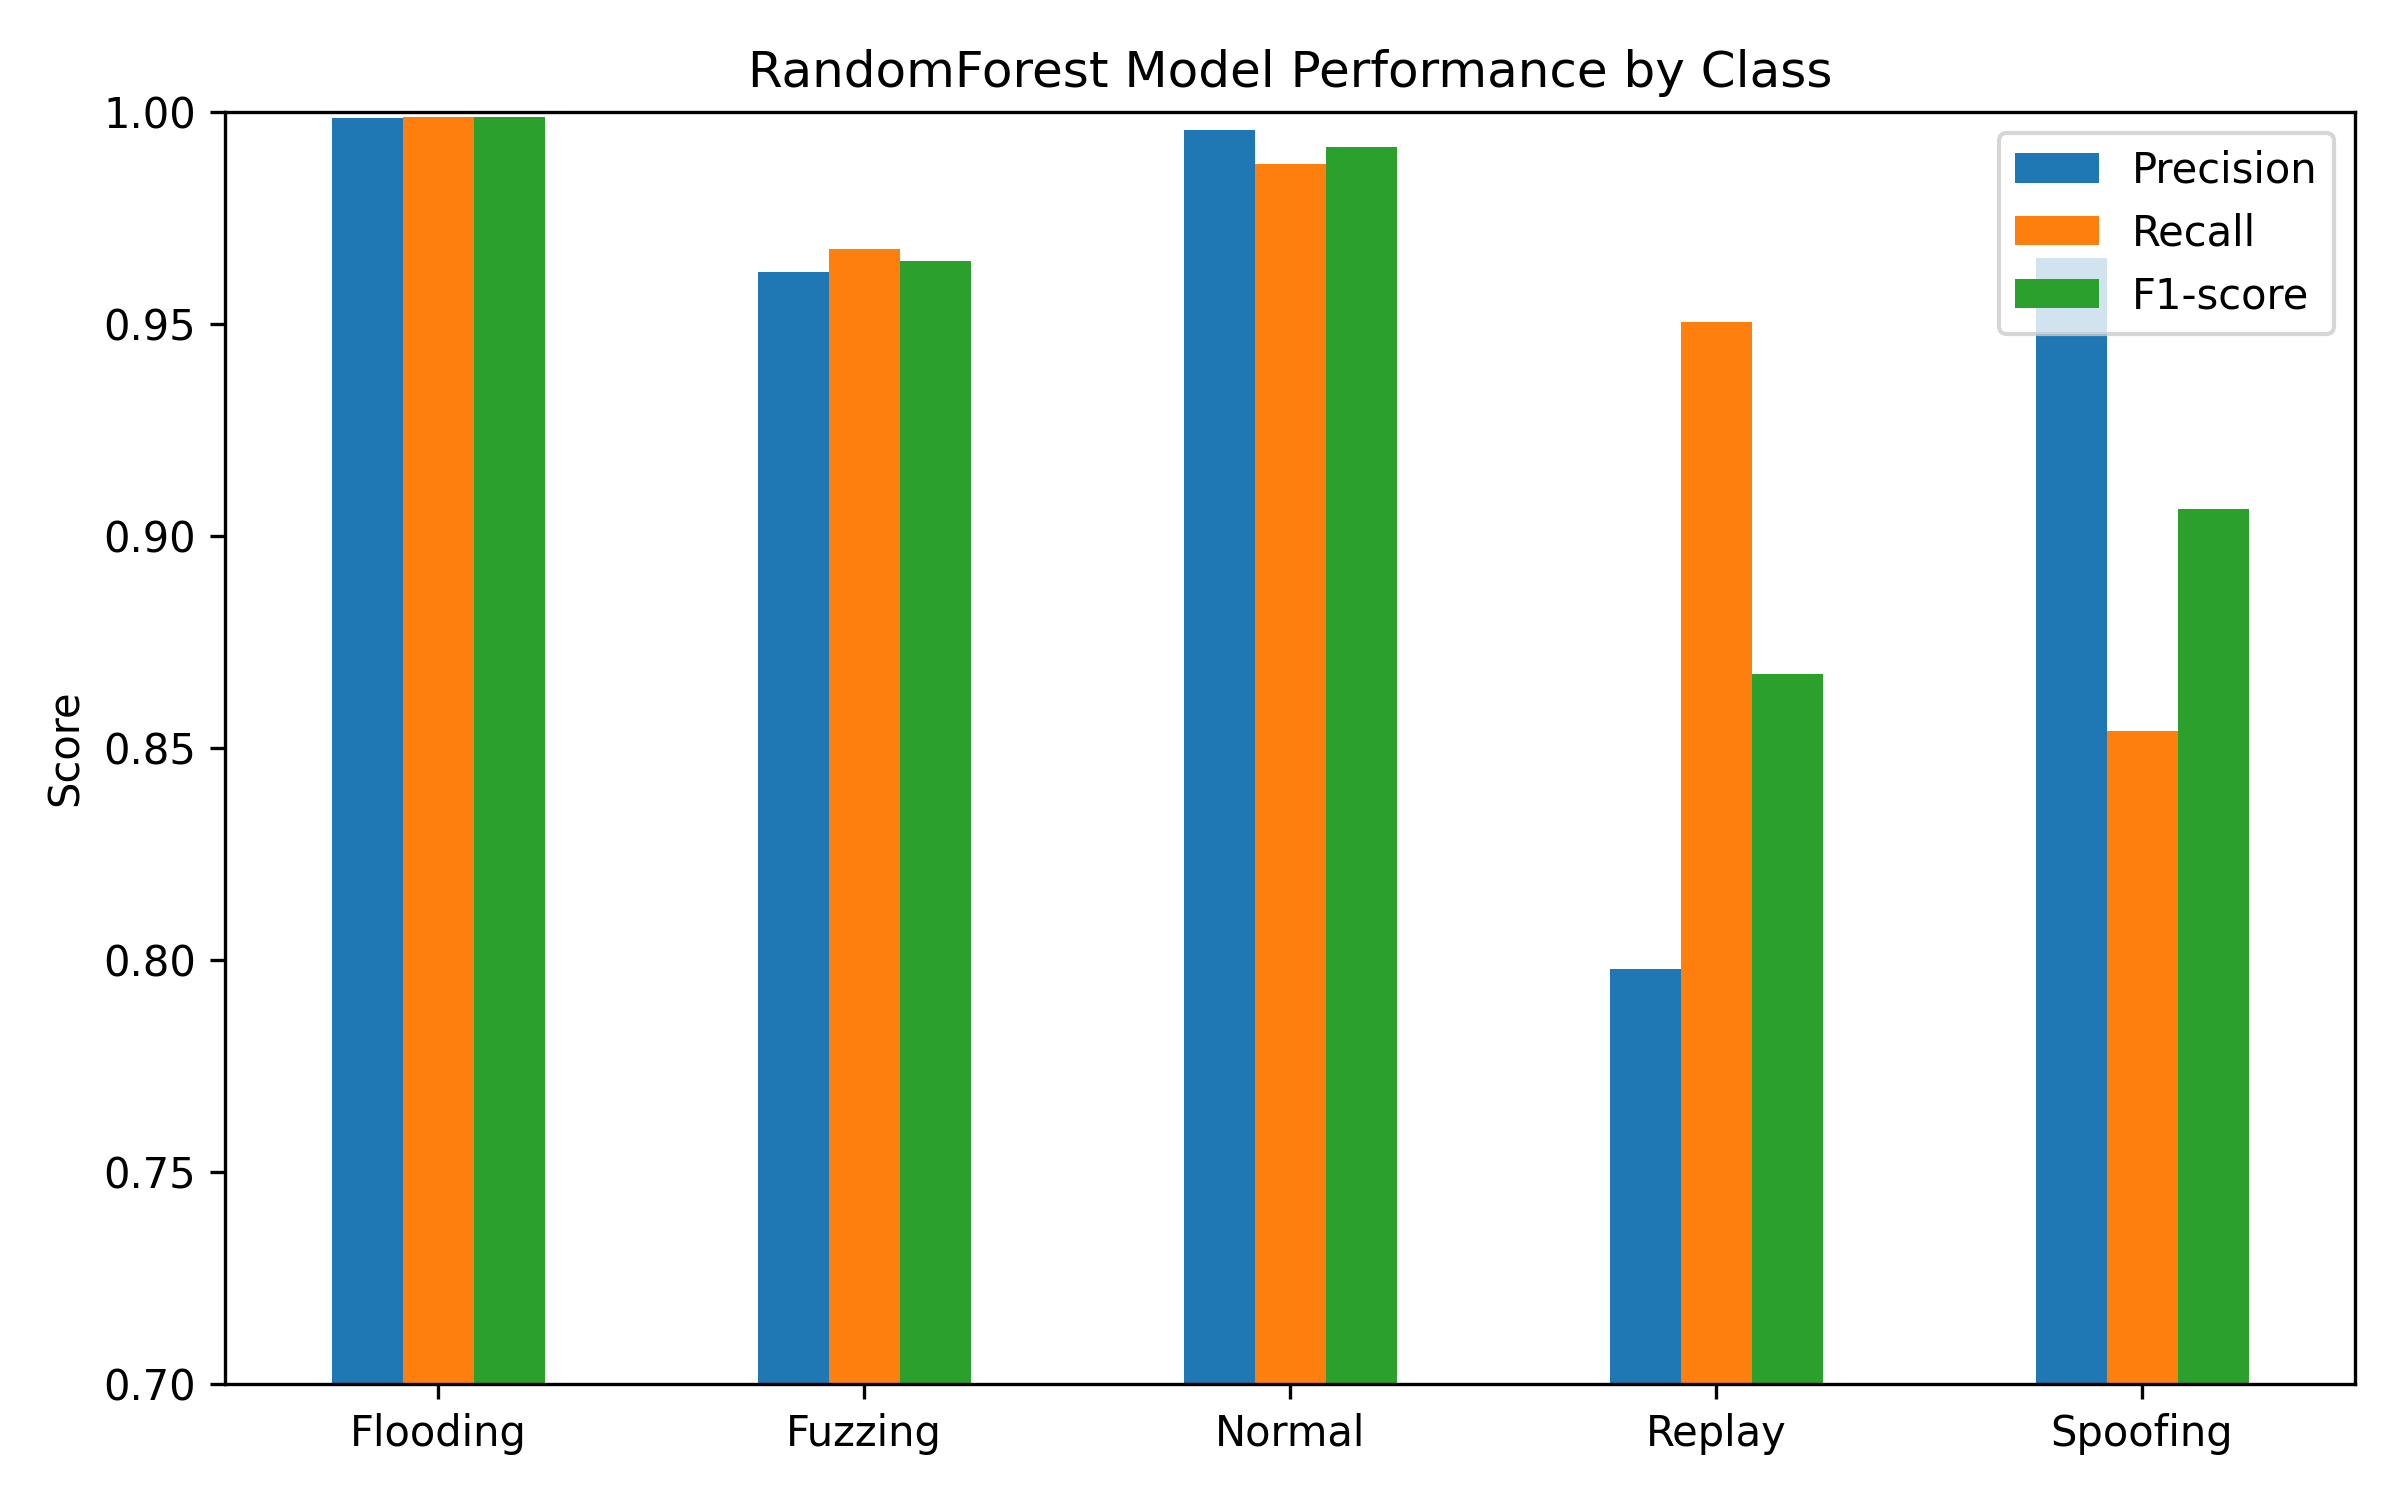 RandomForest Model Performance by Class
1.00
0.95
0.90
0.85
0.80
0.75
0.70
Score
Precision
Recall
F1-score
Flooding Fuzzing Normal Replay Spoofing